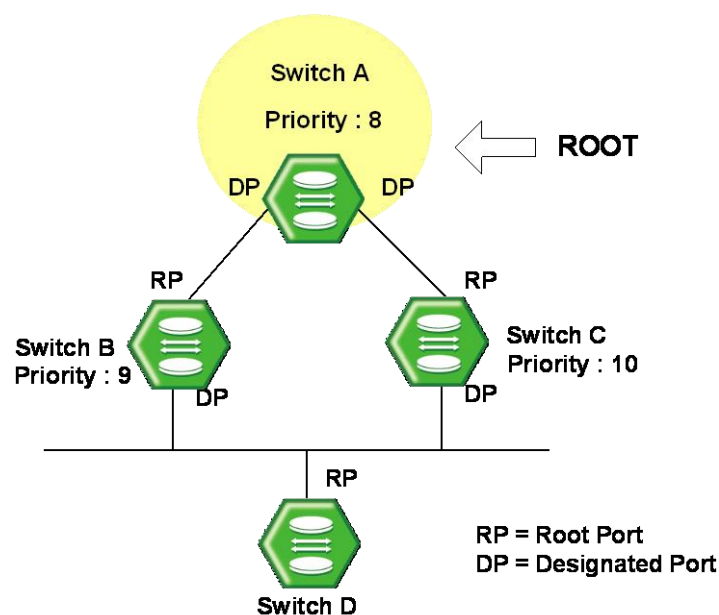 Switch A
Priority : 8
ROOT
DP
DP
RP
RP
Switch B
Priority : 9
Switch C
Priority : 10
DP
DP
RP
RP = Root Port
DP = Designated Port
Switch D